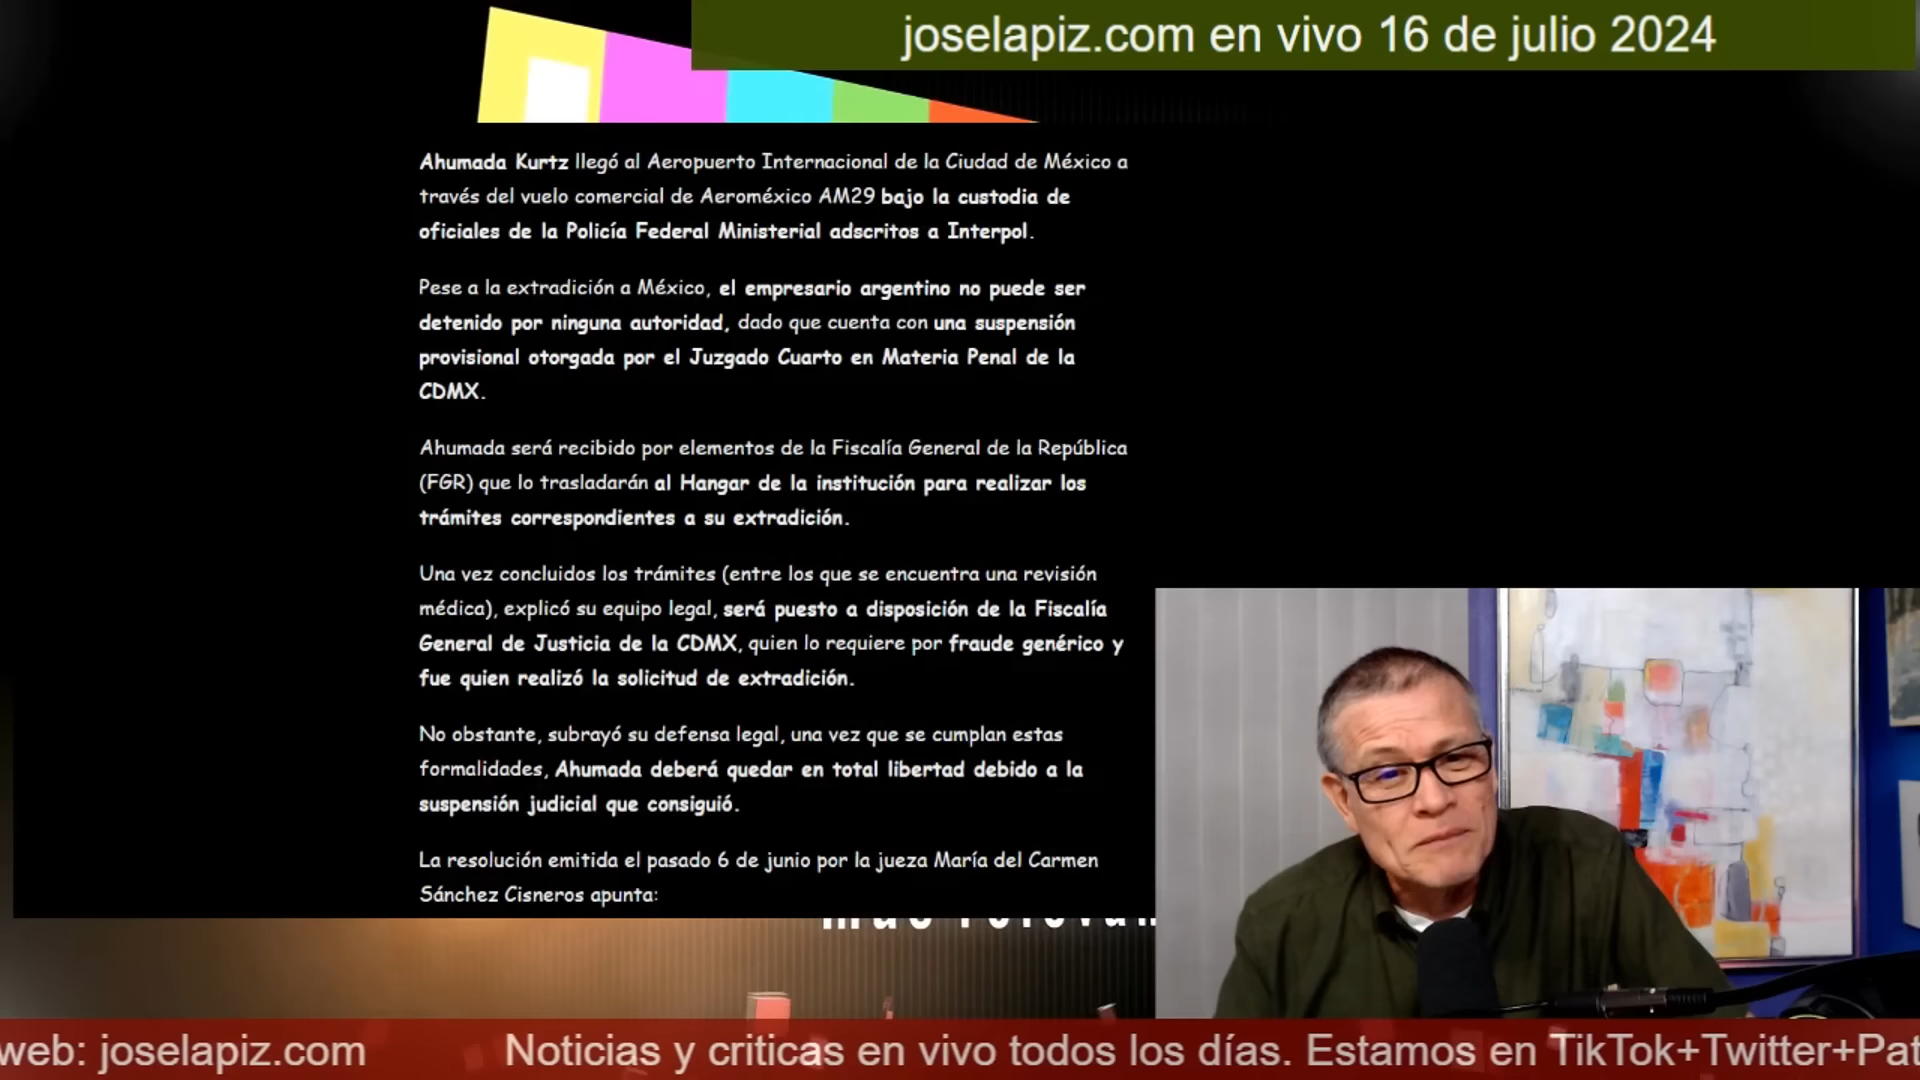 joselapiz.com en vivo 16 de julio 2024
Ahumada Kurtz llegó al Aeropuerto Internacional de la Ciudad de México a
través del vuelo comercial de Aeroméxico AM29 bajo la custodia de
oficiales de la Policía Federal Ministerial adscritos a Interpol.
Pese a la extradición a México, el empresario argentino no puede ser
detenido por ninguna autoridad, dado que cuenta con una suspensión
provisional otorgada por el Juzgado Cuarto en Materia Penal de la
CDMX.
Ahumada será recibido por elementos de la Fiscalía General de la República
(FGR) que lo trasladarán al Hangar de la institución para realizar los
trámites correspondientes a su extradición.
Una vez concluidos los trámites (entre los que se encuentra una revisión
médica), explicó su equipo legal, será puesto a disposición de la Fiscalía
General de Justicia de la CDMX, quien lo requiere por fraude genérico y
fue quien realizó la solicitud de extradición.
No obstante, subrayó su defensa legal, una vez que se cumplan estas
formalidades, Ahumada deberá quedar en total libertad debido a la
suspensión judicial que consiguió.
La resolución emitida el pasado 6 de junio por la jueza María del Carmen
Sánchez Cisneros apunta:
web: joselapiz.com Noticias y criticas en vivo todos los días. Estamos en TikTok+Twitter+Pat